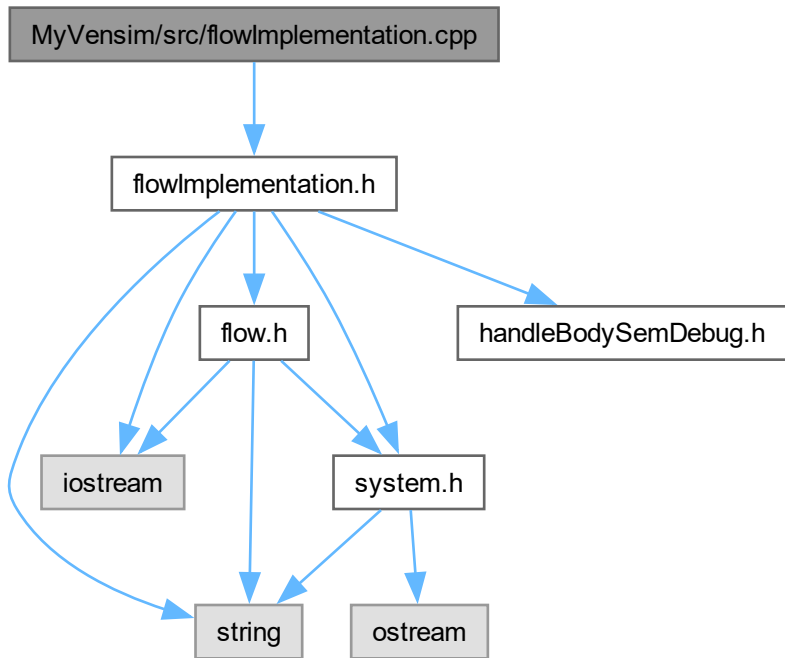 MyVensim/src/flowImplementation.cpp
flowImplementation.h
flow.h
handleBodySemDebug.h
iostream
system.h
string
ostream